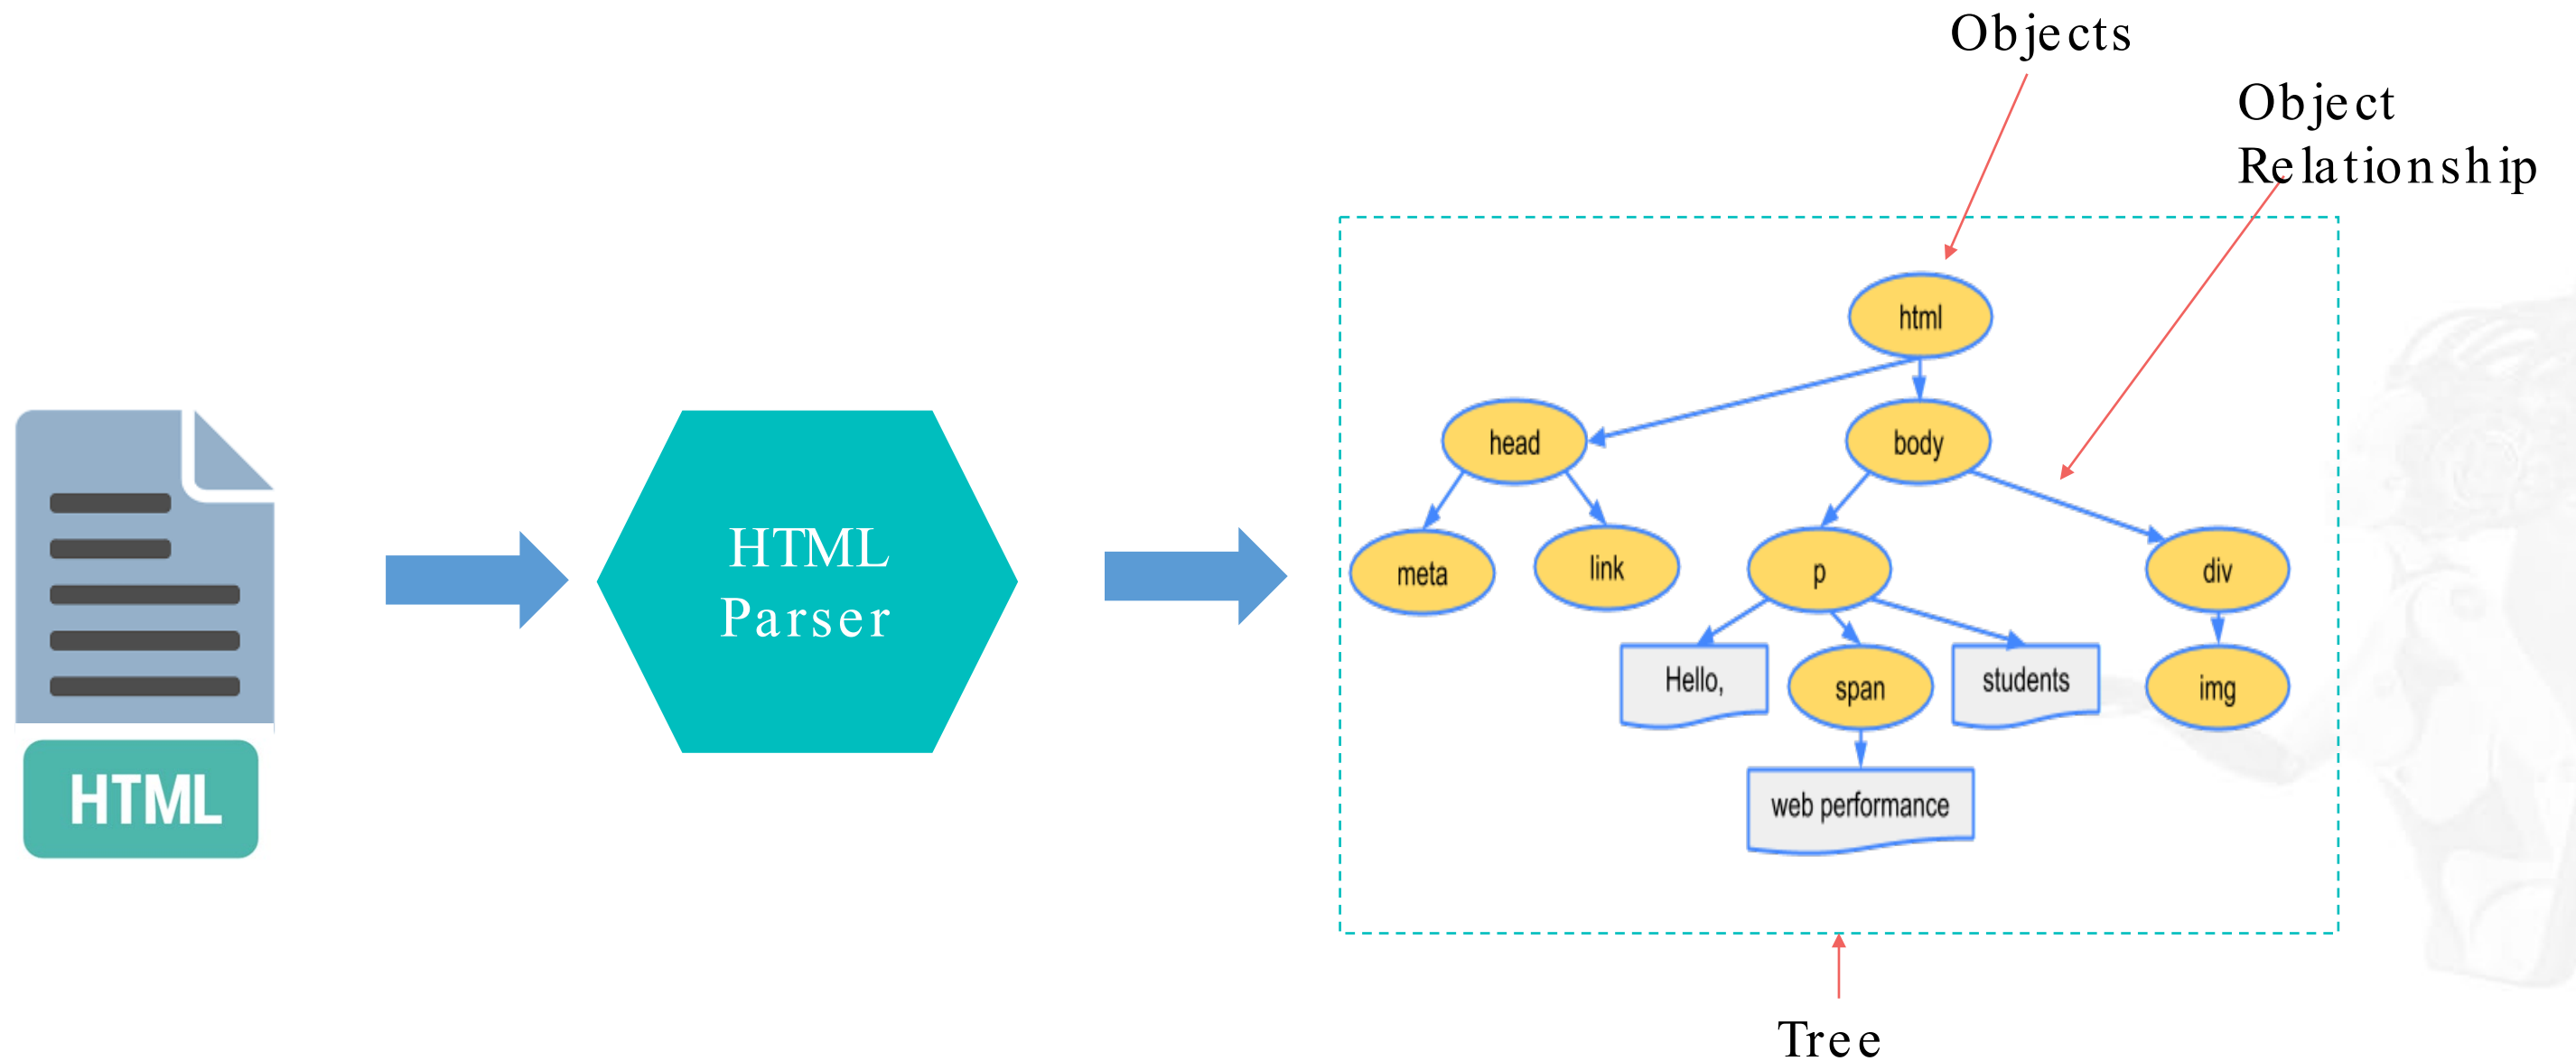 Objects
Object
Relationship
html
head
body
meta
link
p
div
Hello,
span
students
img
web performance
HTML
Parser
HTML
Tree